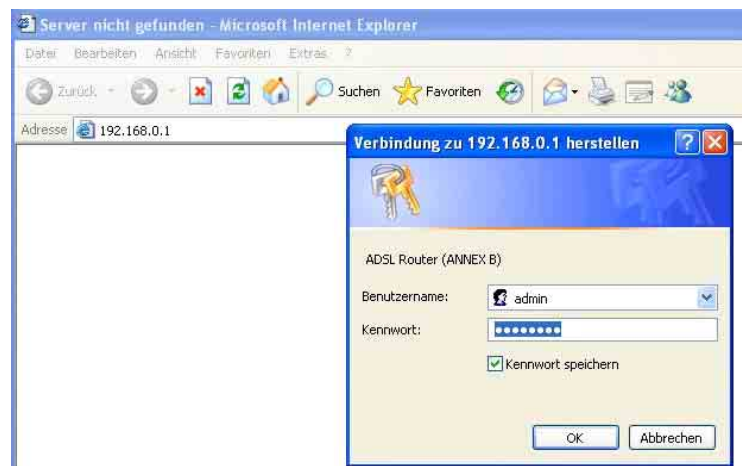 Server nicht gefunden - Microsoft Internet Explorer
Datei Bearbeiten Ansicht Favoriten Extras ?
Zurück Suchen Favoriten
Adresse 192.168.0.1
Verbindung zu 192.168.0.1 herstellen
ADSL Router (ANNEX B)
Benutzername: admin
Kennwort: ••••••••
Kennwort speichern
OK Abbrechen